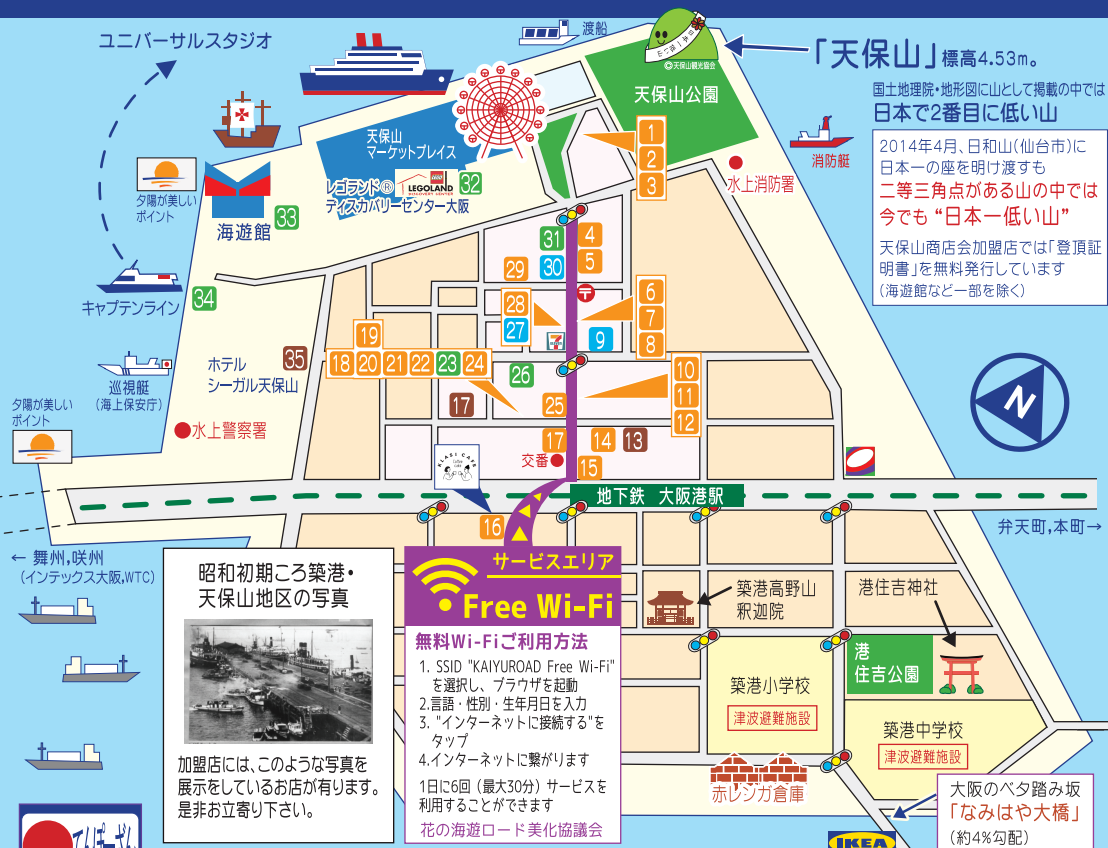 ユニバーサルスタジオ
渡船
日本一低い山
©天保山観光協会
「天保山」標高4.53m。
国土地理院・地形図に山として掲載の中では
日本で2番目に低い山
2014年4月、日和山(仙台市)に
日本一の座を明け渡すも
二等三角点がある山の中では
今でも“日本一低い山”
天保山商店会加盟店では「登頂証
明書」を無料発行しています
(海遊館など一部を除く)
天保山公園
消防艇
水上消防署
天保山
マーケットプレイス
レゴランド®
LEGO
LEGOLAND
DISCOVERY CENTER
32
ディスカバリーセンター大阪
夕陽が美しい
ポイント
海遊館
33
1
2
3
31
4
29
30
5
28
27
〒
6
7
8
9
キャプテンライン
34
19
18
20
21
22
23
24
26
10
11
12
ホテル
シーガル天保山
35
巡視艇
(海上保安庁)
夕陽が美しい
ポイント
水上警察署
17
25
17
14
13
交番
15
KLASI CAFE
地下鉄 大阪港駅
16
N
弁天町,本町→
← 舞州,咲州
(インテックス大阪,WTC)
昭和初期ころ築港・
天保山地区の写真
加盟店には、このような写真を
展示をしているお店が有ります。
是非お立寄り下さい。
サービスエリア
Free Wi-Fi
無料Wi-Fiご利用方法
1. SSID "KAIYUROAD Free Wi-Fi"
を選択し、ブラウザを起動
2.言語・性別・生年月日を入力
3. "インターネットに接続する"を
タップ
4.インターネットに繋がります
1日に6回（最大30分）サービスを
利用することができます
花の海遊ロード美化協議会
築港高野山
釈迦院
港住吉神社
港
住吉公園
築港小学校
津波避難施設
築港中学校
津波避難施設
赤レンガ倉庫
大阪のベタ踏み坂
「なみはや大橋」
(約4%勾配)
IKEA
てんぽーざん